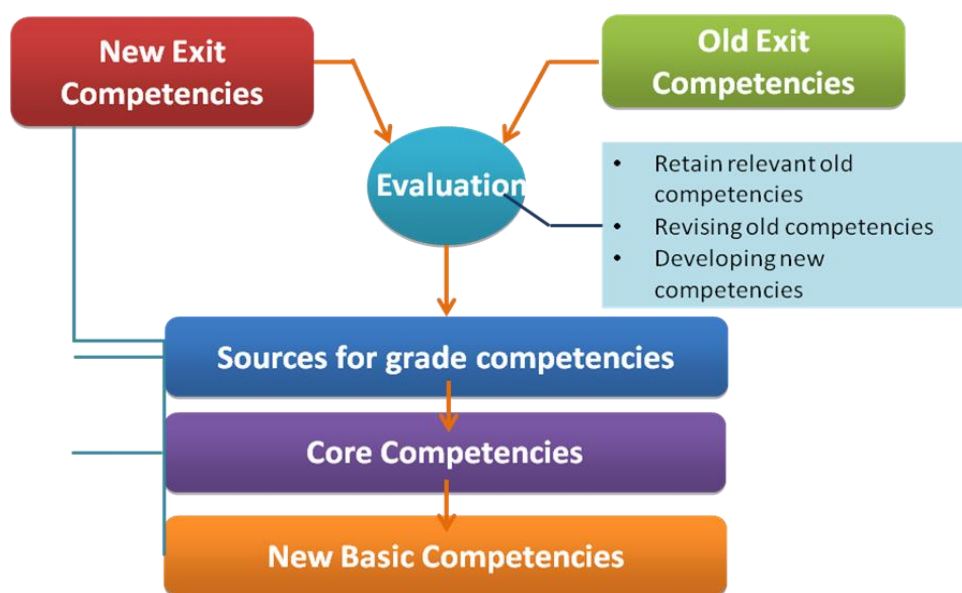 New Exit
Competencies
Old Exit
Competencies
Evaluation
• Retain relevant old
competencies
• Revising old competencies
• Developing new
competencies
Sources for grade competencies
Core Competencies
New Basic Competencies